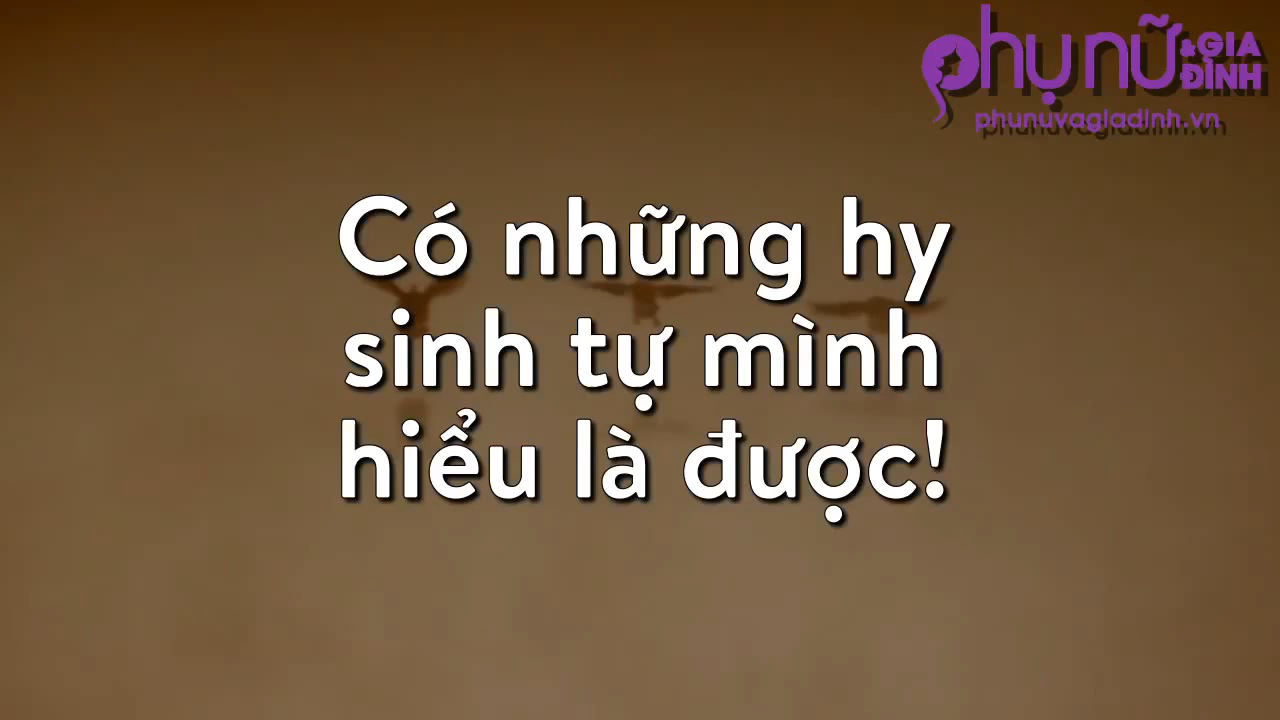 phụ nữ &GIA ĐÌNH
phunuvagiadinh.vn
Có những hy
sinh tự mình
hiểu là được!